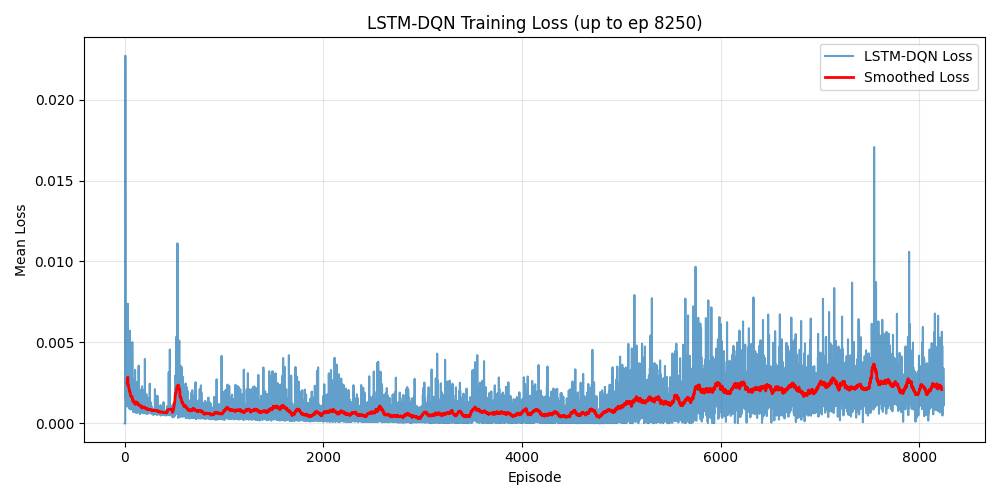 LSTM-DQN Training Loss (up to ep 8250)
LSTM-DQN Loss
Smoothed Loss
Mean Loss
0.020
0.015
0.010
0.005
0.000
0
2000
4000
6000
8000
Episode